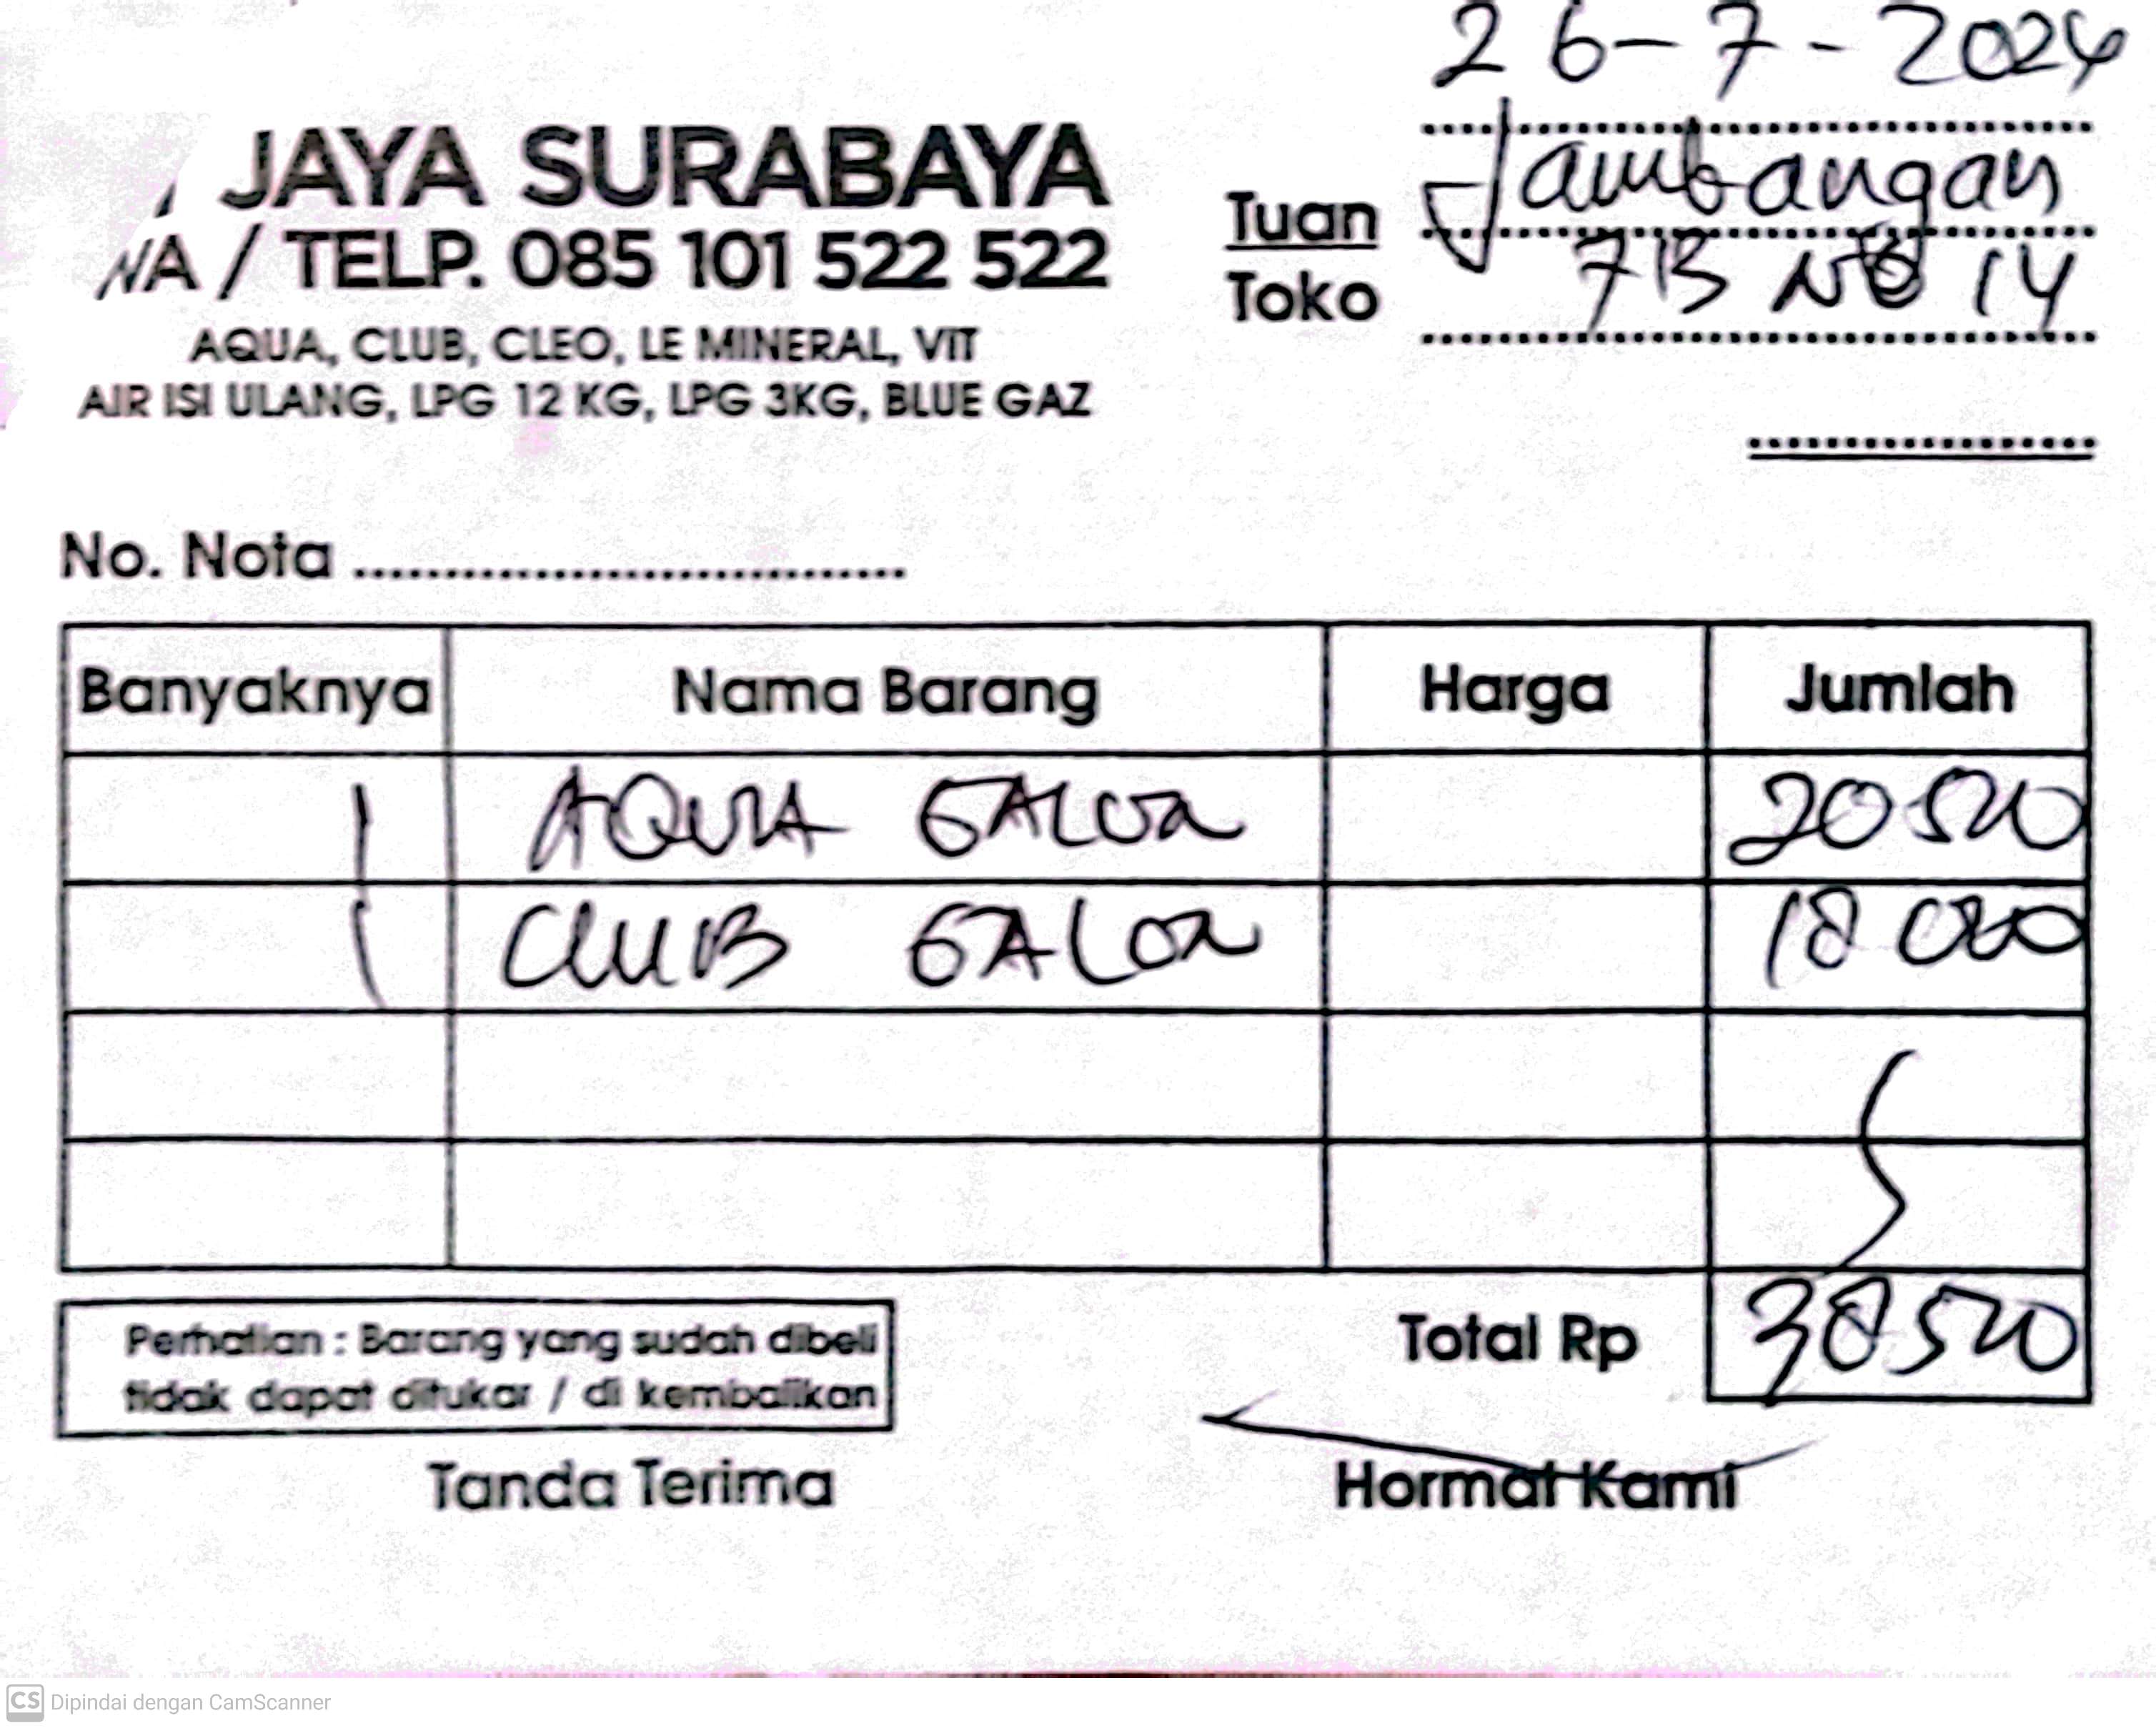 26-7-2024
JAYA SURABAYA
/ TELP. 085 101 522 522
AQUA, CLUB, CLEO, LE MINERAL, VIT
AIR ISI ULANG, LPG 12 KG, LPG 3KG, BLUE GAZ
Tuan
Toko
Jambangan
7B NO 14
No. Nota
Banyaknya Nama Barang Harga Jumlah
1 AQUA GALON 20 500
1 CLUB GALON 18 000
Total Rp 38 500
Perhatian : Barang yang sudah dibeli
tidak dapat ditukar / di kembalikan
Tanda Terima Hormat Kami
CS Dipindai dengan CamScanner